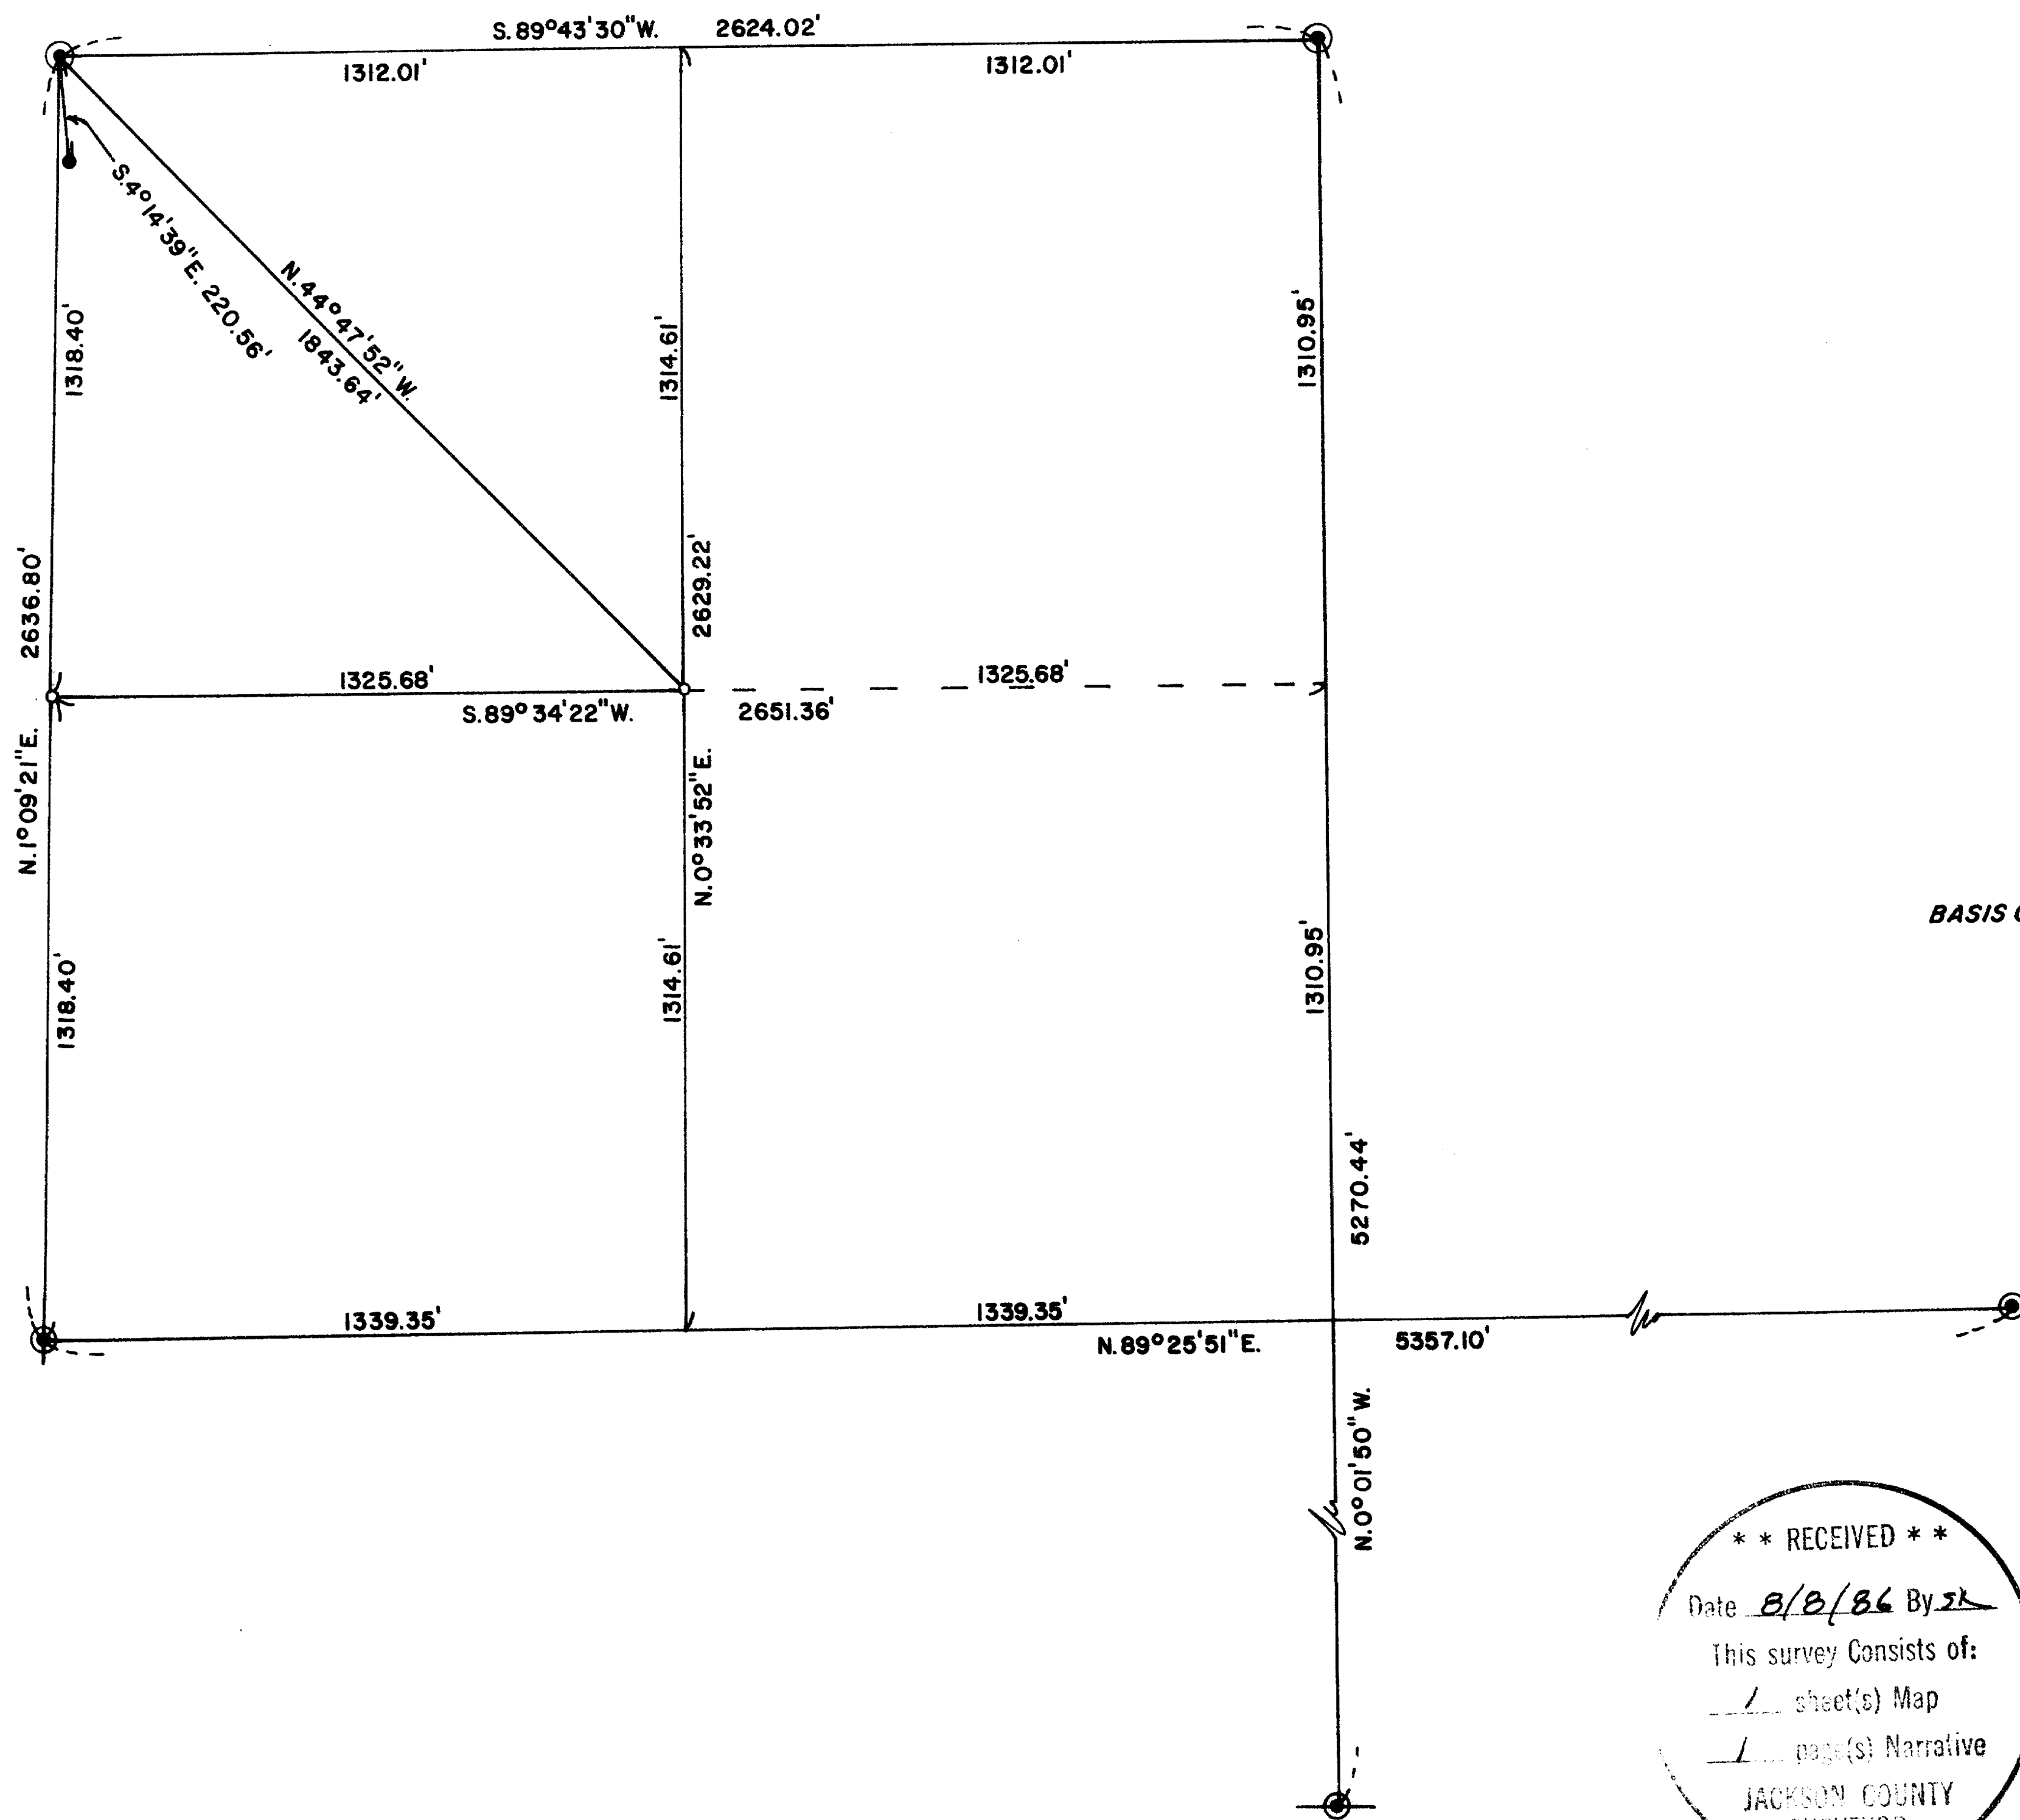 S.89°43'30"W. 2624.02'
1312.01' 1312.01'
S.4°14'39"E. 220.56'
N.44°47'52"W.
1843.64'
1318.40'
1314.61'
1310.95'
2636.80'
N.1°09'21"E.
2629.22'
N.0°33'52"E.
1325.68' 1325.68'
S.89°34'22"W. 2651.36'
BASIS
1318.40'
1314.61'
1310.95'
5270.44'
N.0°01'50"W.
1339.35' 1339.35'
N.89°25'51"E. 5357.10'
* * RECEIVED * *
Date 8/8/86 By SK
This survey Consists of:
1 sheet(s) Map
1 page(s) Narrative
JACKSON COUNTY